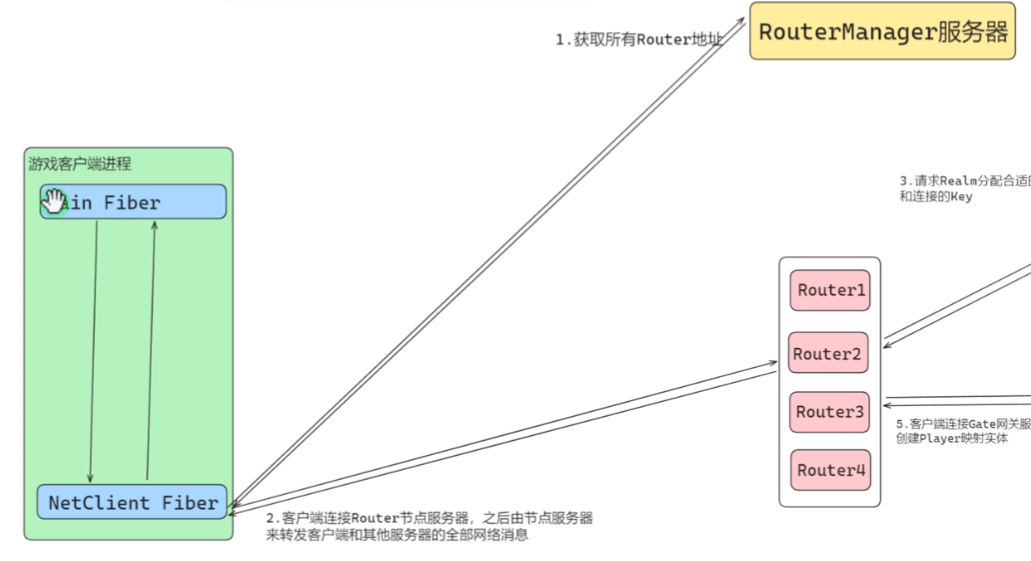 1.获取所有Router地址
RouterManager服务器
游戏客户端进程
ain Fiber
3.请求Realm分配合适的
和连接的Key
Router1
Router2
Router3
Router4
5.客户端连接Gate网关服
创建Player映射实体
NetClient Fiber
2.客户端连接Router节点服务器，之后由节点服务器
来转发客户端和其他服务器的全部网络消息